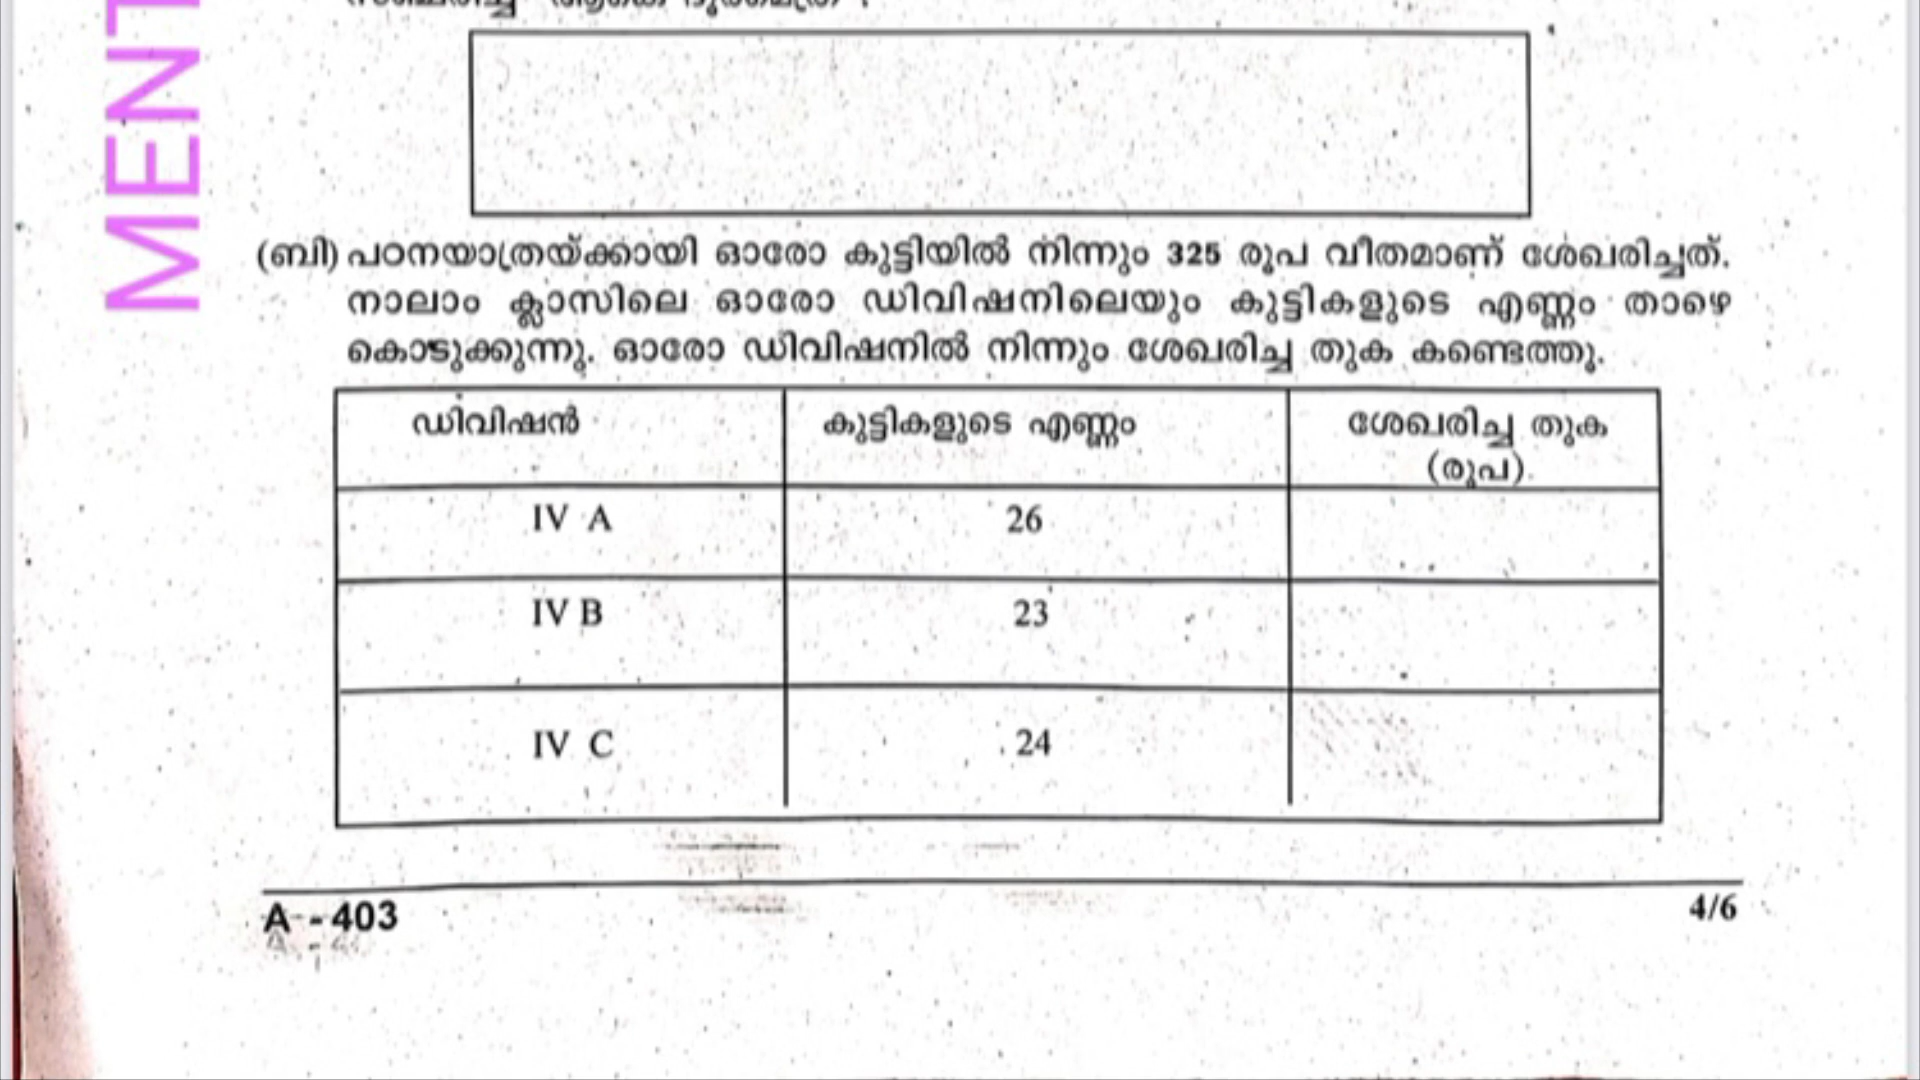 MENT
(ബി) പഠനയാത്രയ്ക്കായി ഓരോ കുട്ടിയിൽ നിന്നും 325 രൂപ വീതമാണ് ശേഖരിച്ചത്.
നാലാം ക്ലാസിലെ ഓരോ ഡിവിഷനിലെയും കുട്ടികളുടെ എണ്ണം താഴെ
കൊടുക്കുന്നു. ഓരോ ഡിവിഷനിൽ നിന്നും ശേഖരിച്ച തുക കണ്ടെത്തൂ.
ഡിവിഷൻ കുട്ടികളുടെ എണ്ണം ശേഖരിച്ച തുക
(രൂപ).
IV A 26
IV B 23
IV C 24
A - 403 4/6